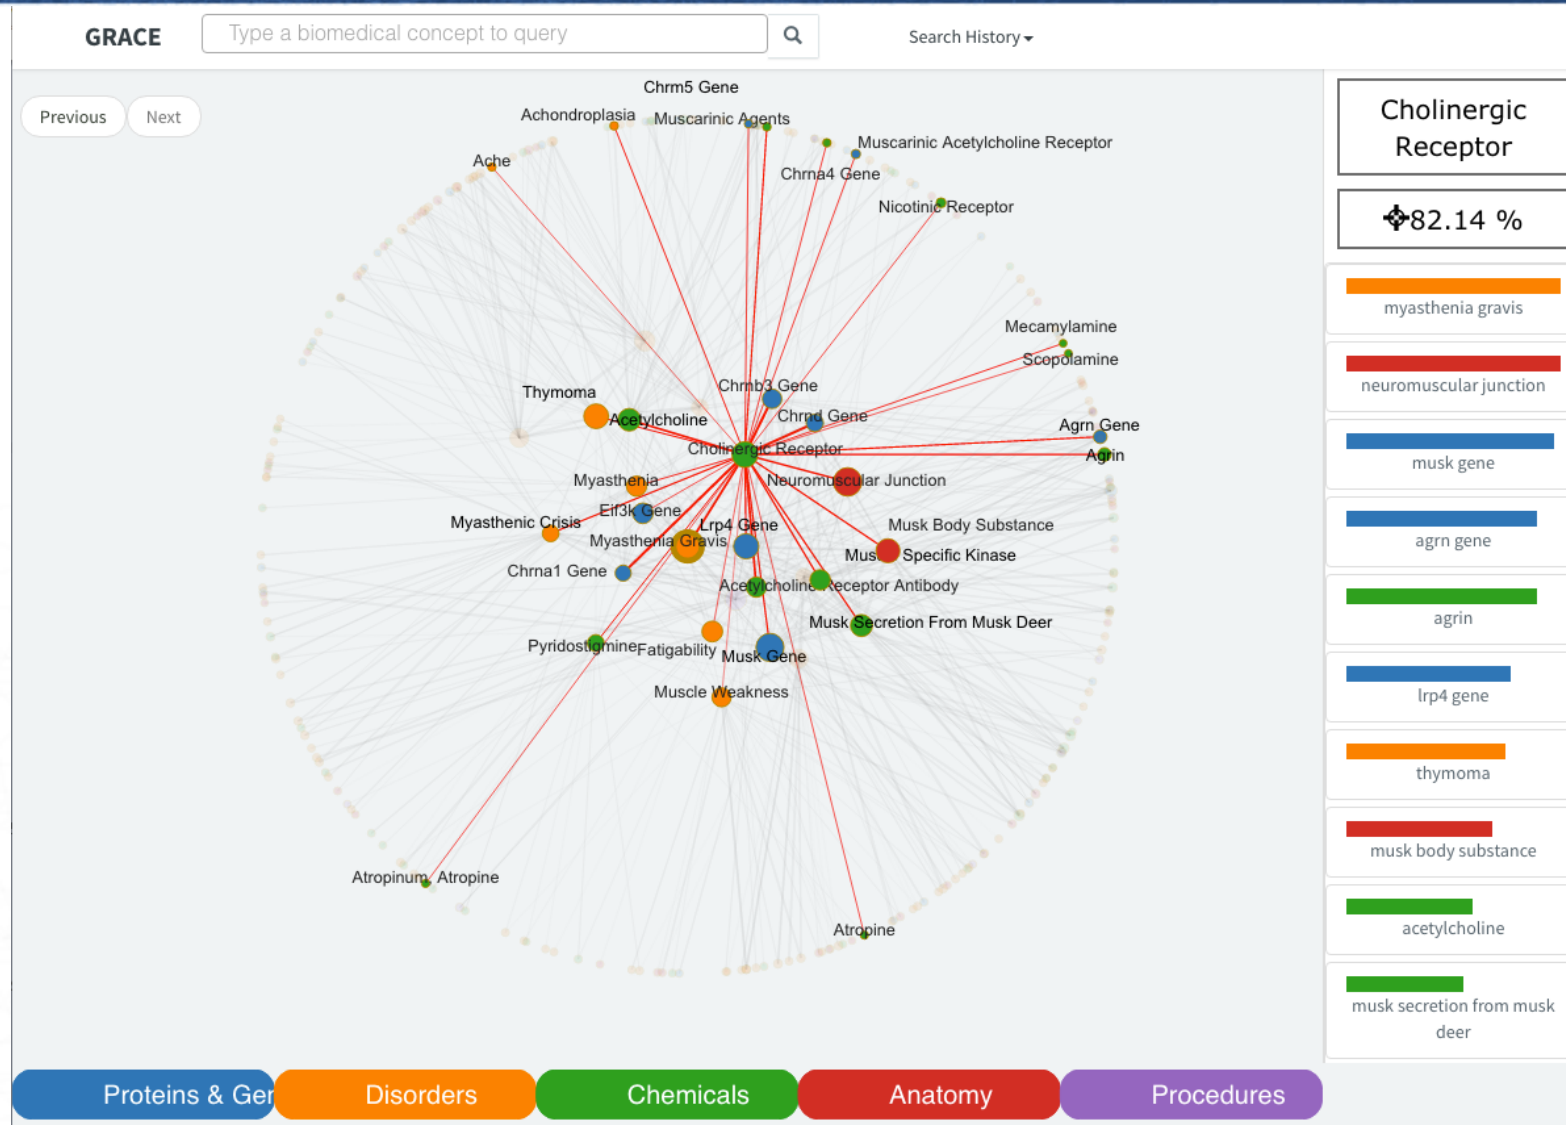 GRACE
Type a biomedical concept to query
Search History
Previous
Next
Chrm5 Gene
Achondroplasia
Muscarinic Agents
Muscarinic Acetylcholine Receptor
Ache
Chrna4 Gene
Nicotinic Receptor
Mecamylamine
Scopolamine
Chrnb3 Gene
Thymoma
Acetylcholine
Chrnd Gene
Agrn Gene
Cholinergic Receptor
Agrin
Myasthenia
Neuromuscular Junction
Eif3k Gene
Myasthenic Crisis
Lrp4 Gene
Musk Body Substance
Myasthenia Gravis
Specific Kinase
Chrna1 Gene
Acetylcholine Receptor Antibody
Musk Secretion From Musk Deer
Pyridostigmine
Fatigability
Musk Gene
Muscle Weakness
Atropinum, Atropine
Atropine
Cholinergic
Receptor
82.14 %
myasthenia gravis
neuromuscular junction
musk gene
agrn gene
agrin
lrp4 gene
thymoma
musk body substance
acetylcholine
musk secretion from musk
deer
Proteins & Ger
Disorders
Chemicals
Anatomy
Procedures